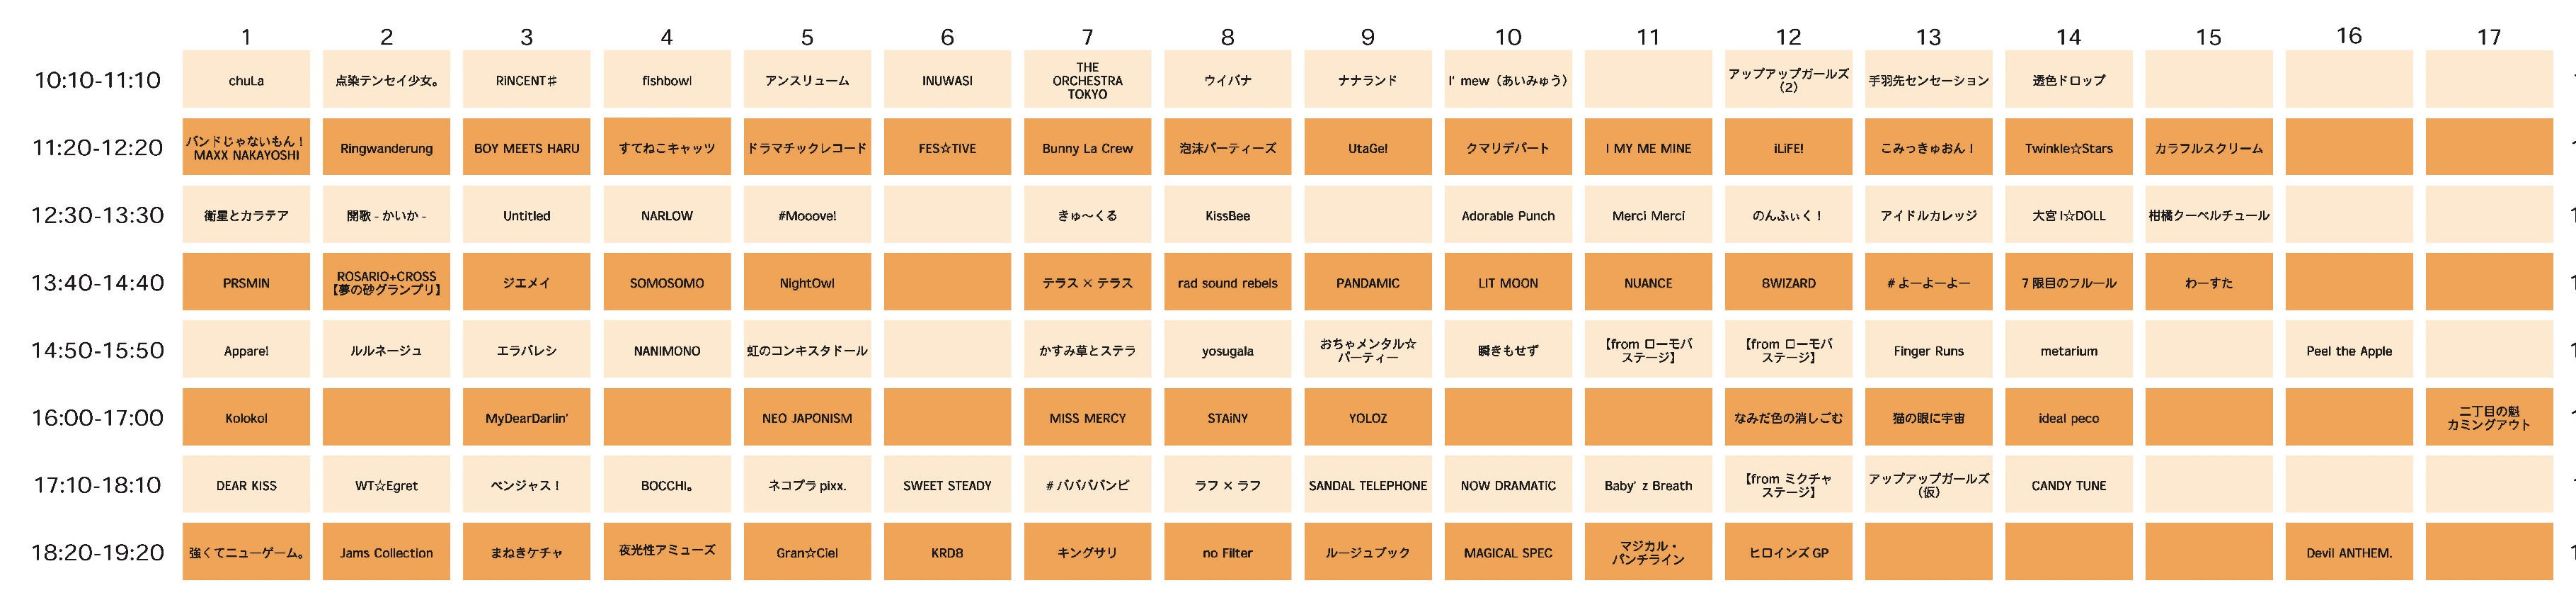 1 2 3 4 5 6 7 8 9 10 11 12 13 14 15 16 17
10:10-11:10 chuLa 点染テンセイ少女。 RiNCENT♯ fishbowl アンスリューム INUWASI THE ORCHESTRA TOKYO ウイバナ ナナランド I' mew（あいみゅう） アップアップガールズ（2） 手羽先センセーション 透色ドロップ
11:20-12:20 バンドじゃないもん！MAXX NAKAYOSHI Ringwanderung BOY MEETS HARU すてねこキャッツ ドラマチックレコード FES☆TIVE Bunny La Crew 泡沫パーティーズ UtaGe! クマリデパート I MY ME MINE iLiFE! こみっきゅおん！ Twinkle☆Stars カラフルスクリーム
12:30-13:30 衛星とカラテア 開歌 - かいか - Untitled NARLOW #Mooove! きゅ〜くる KissBee Adorable Punch Merci Merci のんふぃく！ アイドルカレッジ 大宮 I☆DOLL 柑橘クーベルチュール
13:40-14:40 PRSMIN ROSARIO+CROSS【夢の砂グランプリ】 ジエメイ SOMOSOMO NightOwl テラス × テラス rad sound rebels PANDAMIC LIT MOON NUANCE 8WIZARD # よーよーよー 7 限目のフルール わーすた
14:50-15:50 Appare! ルルネージュ エラバレシ NANIMONO 虹のコンキスタドール かすみ草とステラ yosugala おちゃメンタル☆パーティー 瞬きもせず 【from ローモバステージ】 【from ローモバステージ】 Finger Runs metarium Peel the Apple
16:00-17:00 Kolokol MyDearDarlin' NEO JAPONISM MISS MERCY STAiNY YOLOZ なみだ色の消しごむ 猫の眼に宇宙 ideal peco 二丁目の魁カミングアウト
17:10-18:10 DEAR KISS WT☆Egret ベンジャス！ BOCCHI。 ネコプラ pixx. SWEET STEADY # ババババンビ ラフ × ラフ SANDAL TELEPHONE NOW DRAMATiC Baby' z Breath 【from ミクチャステージ】 アップアップガールズ（仮） CANDY TUNE
18:20-19:20 強くてニューゲーム。 Jams Collection まねきケチャ 夜光性アミューズ Gran☆Ciel KRD8 キングサリ no Filter ルージュブック MAGICAL SPEC マジカル・パンチライン ヒロインズ GP Devil ANTHEM.